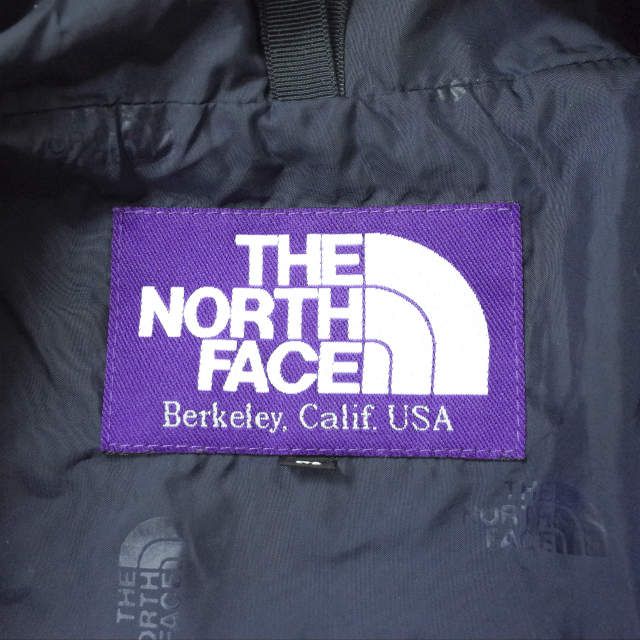 THE
NORTH
FACE
Berkeley, Calif. USA
THE
NORTH
FACE
THE
NORTH
FACE